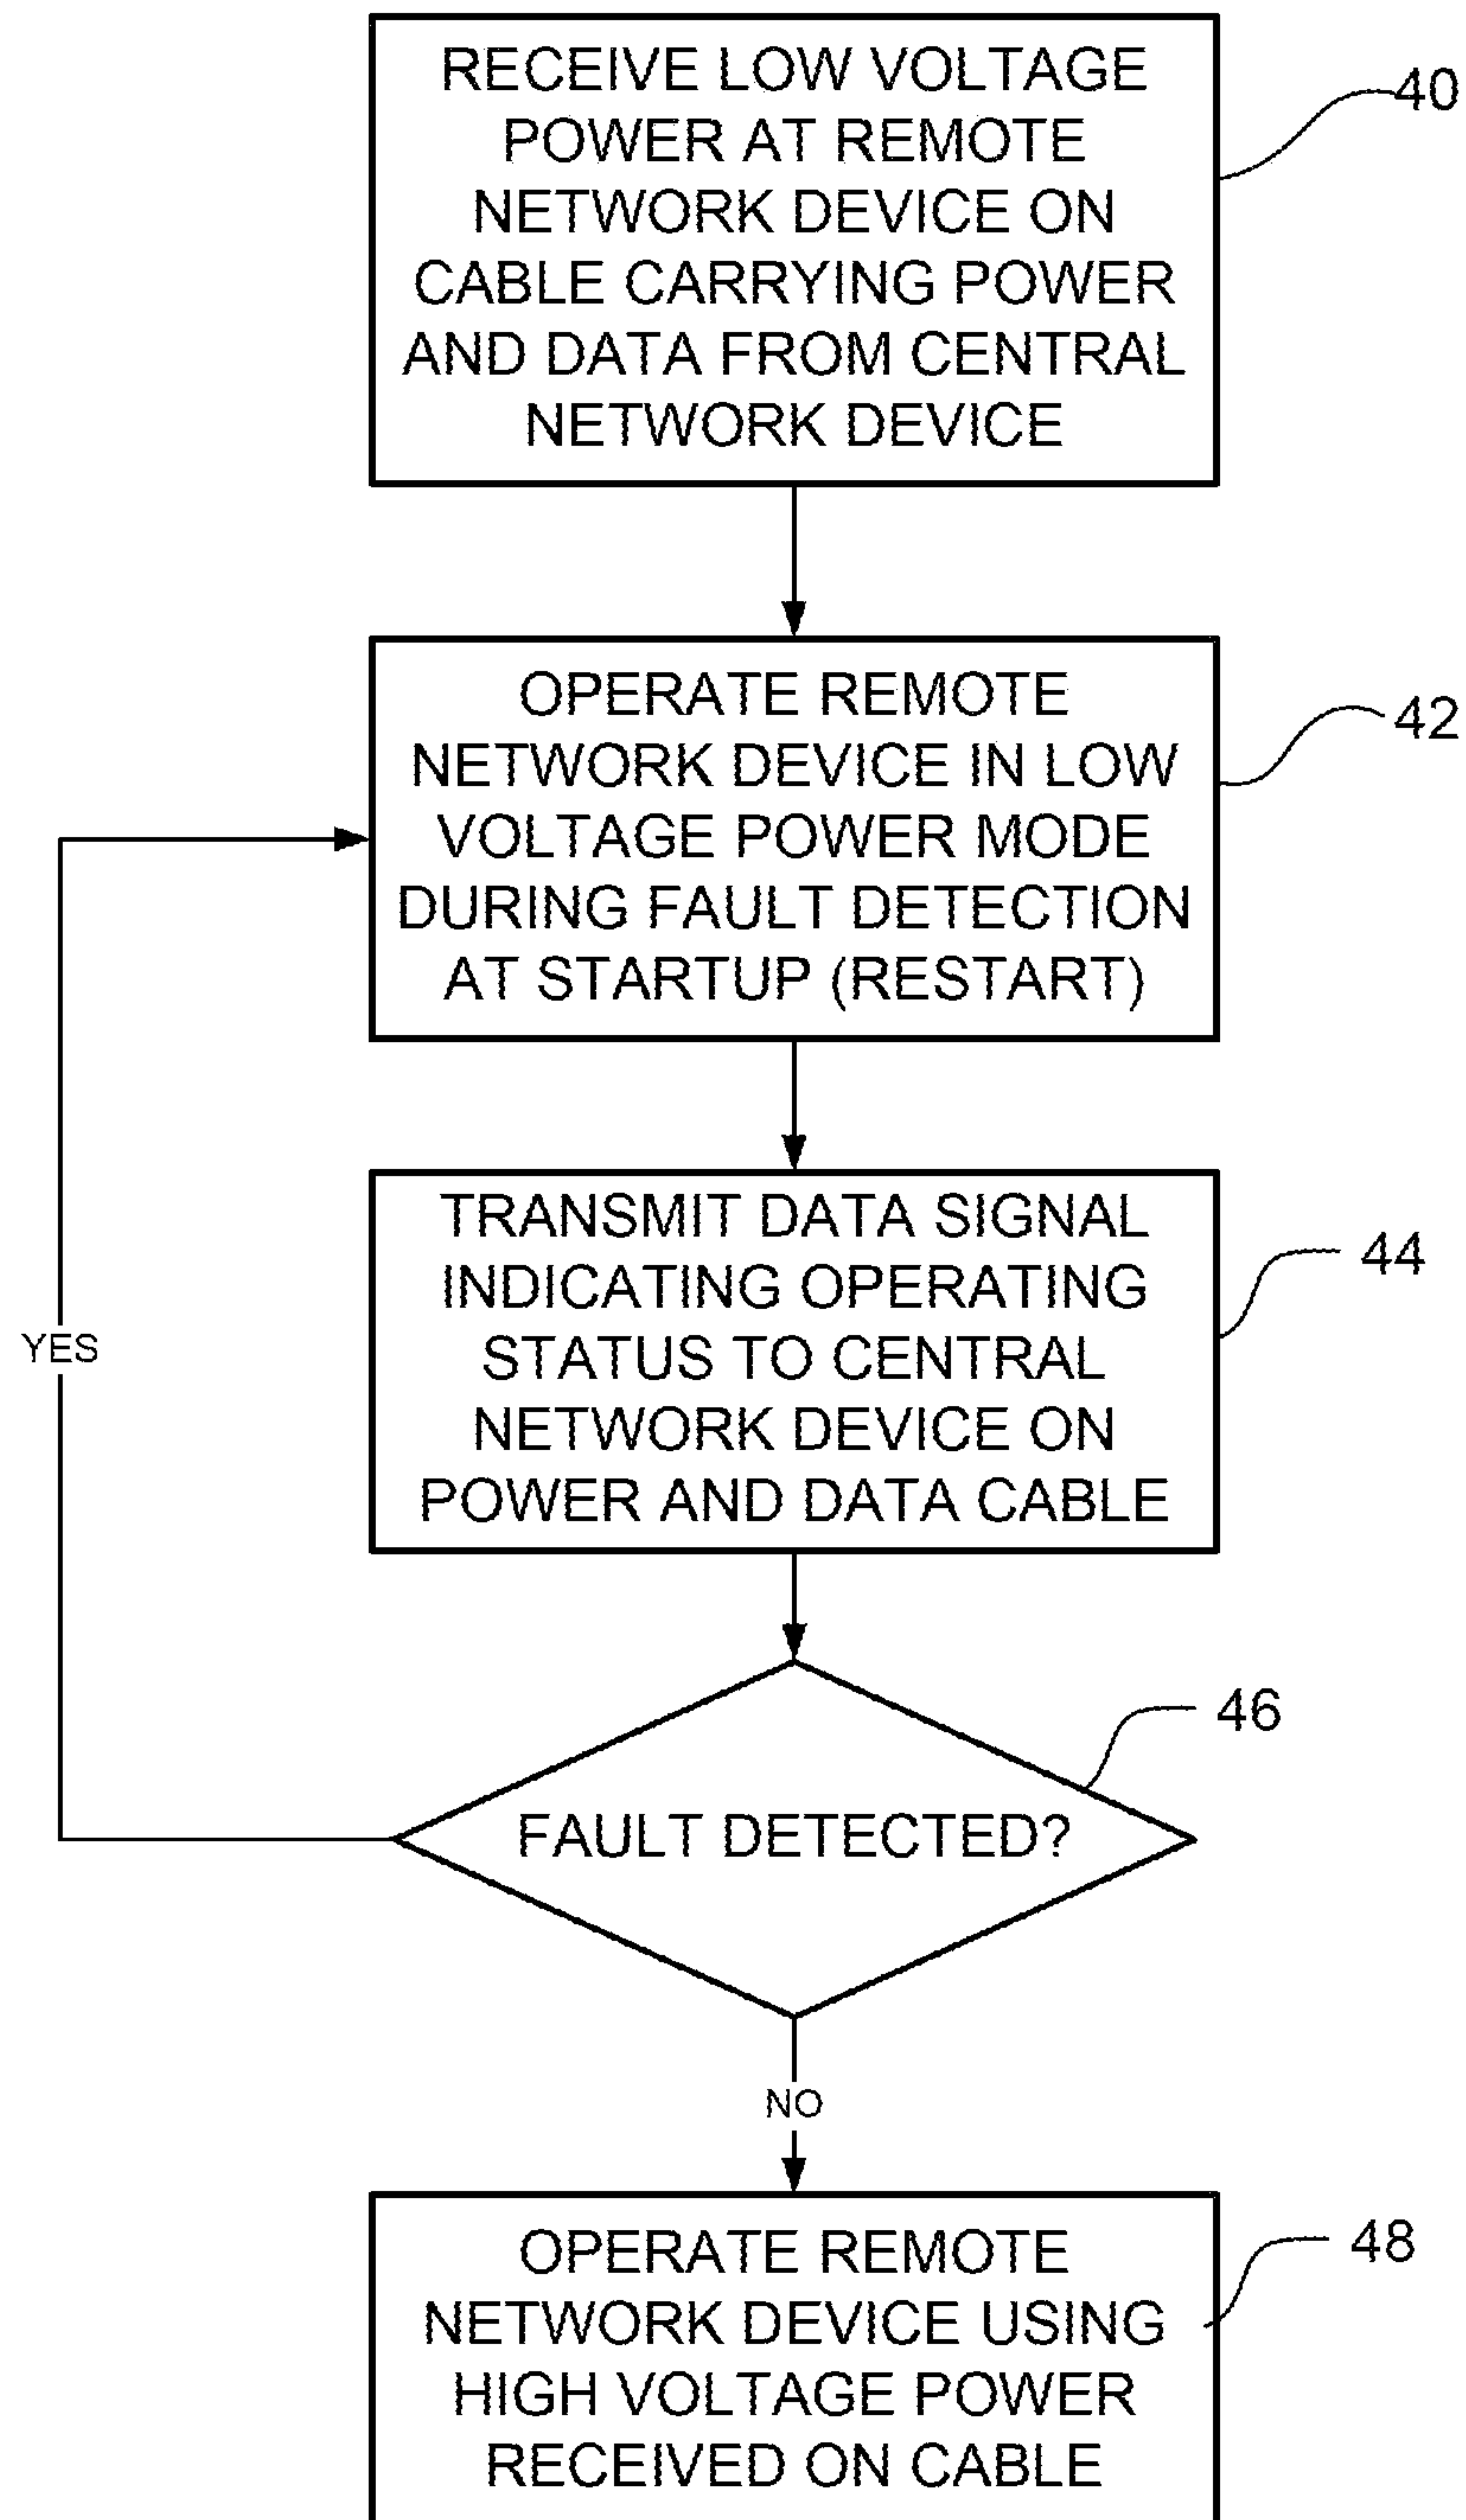 RECEIVE LOW VOLTAGE
POWER AT REMOTE
NETWORK DEVICE ON
CABLE CARRYING POWER
AND DATA FROM CENTRAL
NETWORK DEVICE
40
OPERATE REMOTE
NETWORK DEVICE IN LOW
VOLTAGE POWER MODE
DURING FAULT DETECTION
AT STARTUP (RESTART)
42
TRANSMIT DATA SIGNAL
INDICATING OPERATING
STATUS TO CENTRAL
NETWORK DEVICE ON
POWER AND DATA CABLE
44
YES
46
FAULT DETECTED?
NO
OPERATE REMOTE
NETWORK DEVICE USING
HIGH VOLTAGE POWER
RECEIVED ON CABLE
48